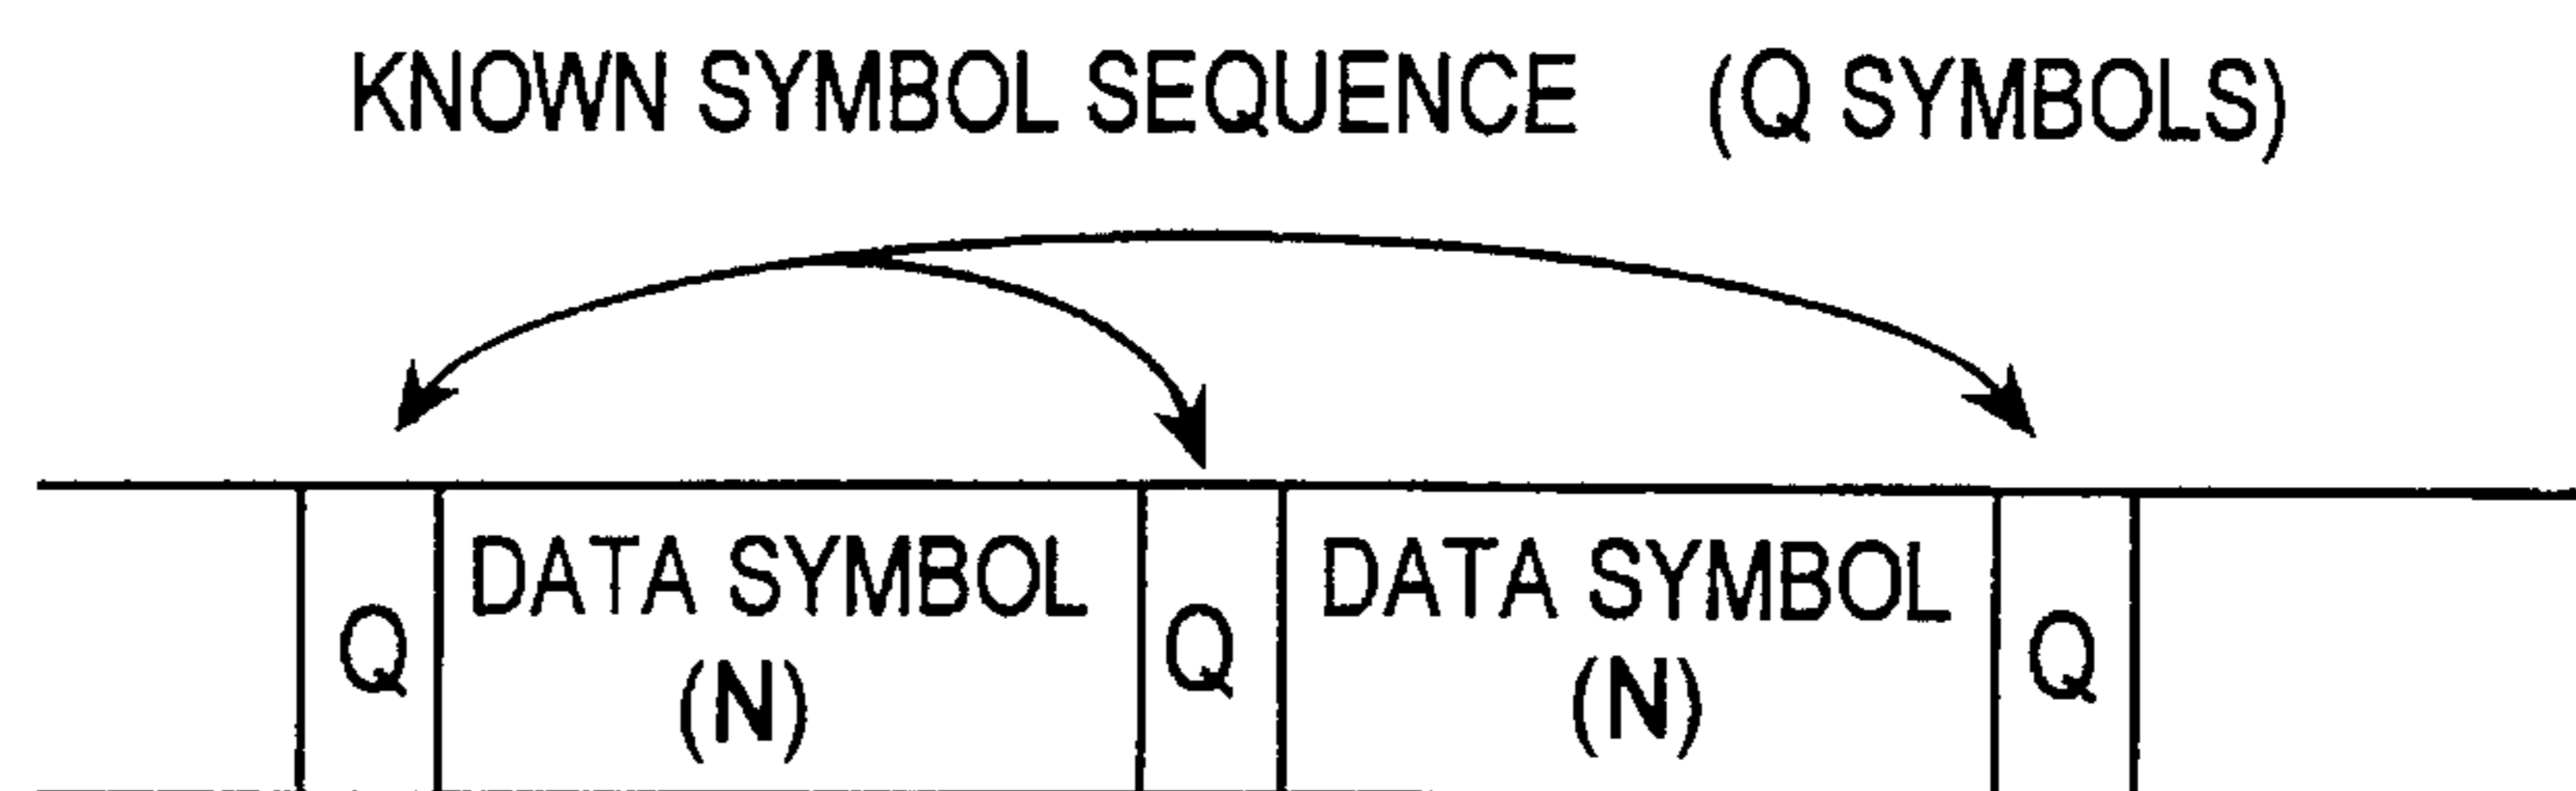 KNOWN SYMBOL SEQUENCE (Q SYMBOLS)
Q DATA SYMBOL (N) Q DATA SYMBOL (N) Q